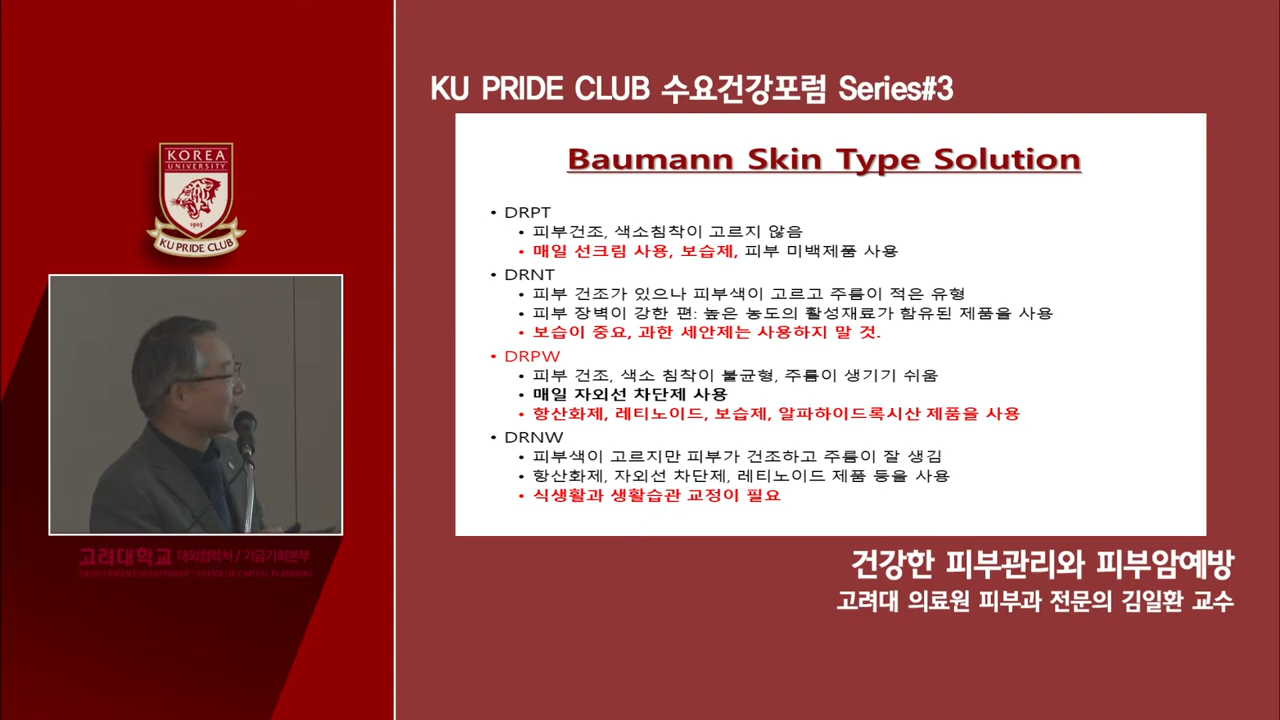 KU PRIDE CLUB 수요건강포럼 Series#3
KOREA
UNIVERSITY
1905
KU PRIDE CLUB
Baumann Skin Type Solution
• DRPT
• 피부건조, 색소침착이 고르지 않음
• 매일 선크림 사용, 보습제, 피부 미백제품 사용
• DRNT
• 피부 건조가 있으나 피부색이 고르고 주름이 적은 유형
• 피부 장벽이 강한 편: 높은 농도의 활성재료가 함유된 제품을 사용
• 보습이 중요, 과한 세안제는 사용하지 말 것.
• DRPW
• 피부 건조, 색소 침착이 불균형, 주름이 생기기 쉬움
• 매일 자외선 차단제 사용
• 항산화제, 레티노이드, 보습제, 알파하이드록시산 제품을 사용
• DRNW
• 피부색이 고르지만 피부가 건조하고 주름이 잘 생김
• 항산화제, 자외선 차단제, 레티노이드 제품 등을 사용
• 식생활과 생활습관 교정이 필요
고려대학교 대외협력처 / 기금기획본부
DEVELOPMENT DEPARTMENT / OFFICE OF CAPITAL PLANNING
건강한 피부관리와 피부암예방
고려대 의료원 피부과 전문의 김일환 교수